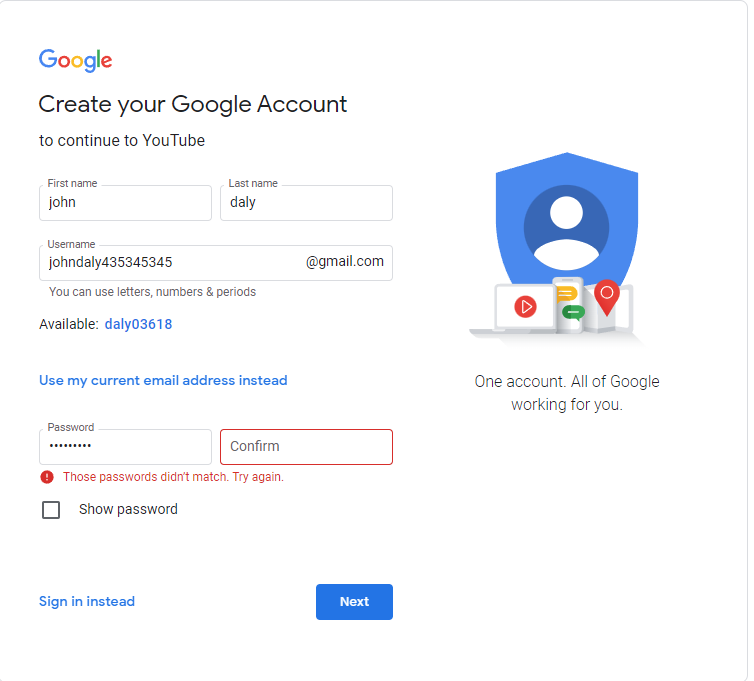 Google
Create your Google Account
to continue to YouTube
First name
john
Last name
daly
Username
johndaly435345345
@gmail.com
You can use letters, numbers & periods
Available: daly03618
Use my current email address instead
Password
•••••••••
Confirm
Those passwords didn't match. Try again.
Show password
Sign in instead
Next
One account. All of Google
working for you.